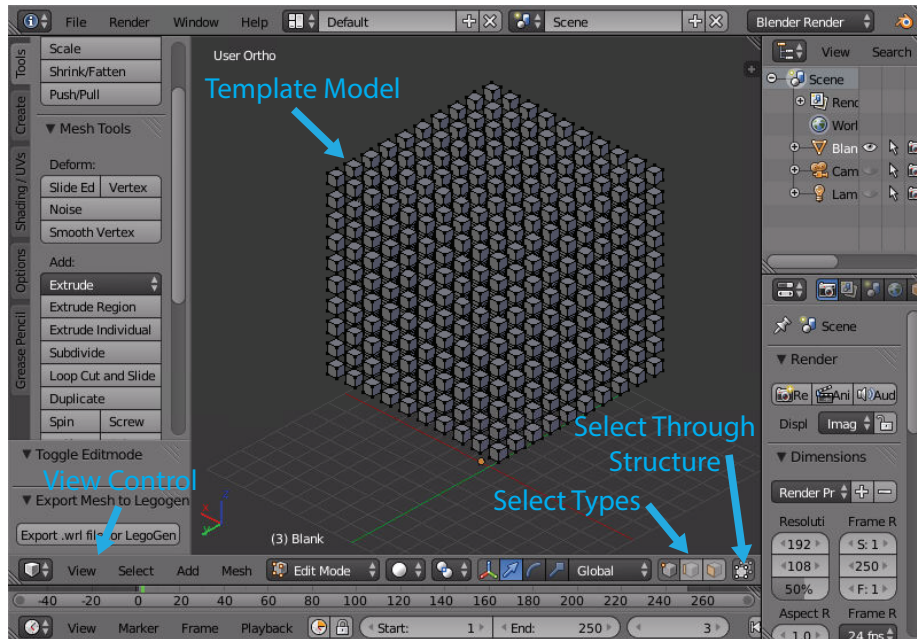 File Render Window Help Default Scene Blender Render
Tools
Create
Shading / UVs
Options
Grease Pencil
Scale
Shrink/Fatten
Push/Pull
Mesh Tools
Deform:
Slide Ed Vertex
Noise
Smooth Vertex
Add:
Extrude
Extrude Region
Extrude Individual
Subdivide
Loop Cut and Slide
Duplicate
Spin Screw
Toggle Editmode
View Control
Export Mesh to Legogen
Export .wrl file for LegoGen
User Ortho
Template Model
Select Through
Structure
Select Types
(3) Blank
View Search
Scene
Renc
Worl
Blan
Cam
Lam
Scene
Render
Re Ani Aud
Displ Imag
Dimensions
Render Pr
Resoluti Frame R
192 S: 1
108 250
50% F: 1
Aspect R Frame R
1.0 24 fps
View Select Add Mesh Edit Mode Global
-40 -20 0 20 40 60 80 100 120 140 160 180 200 220 240 260
View Marker Frame Playback Start: 1 End: 250 3